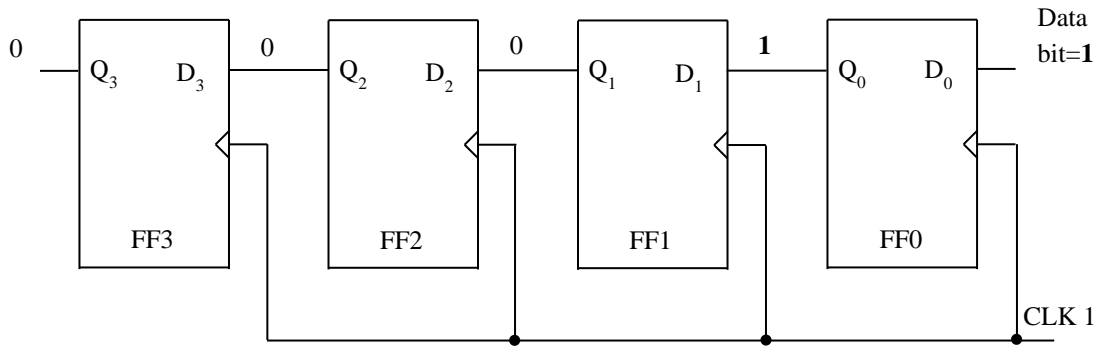 0 0 0 1 Data
bit=1
Q3 D3 Q2 D2 Q1 D1 Q0 D0
FF3 FF2 FF1 FF0
CLK 1